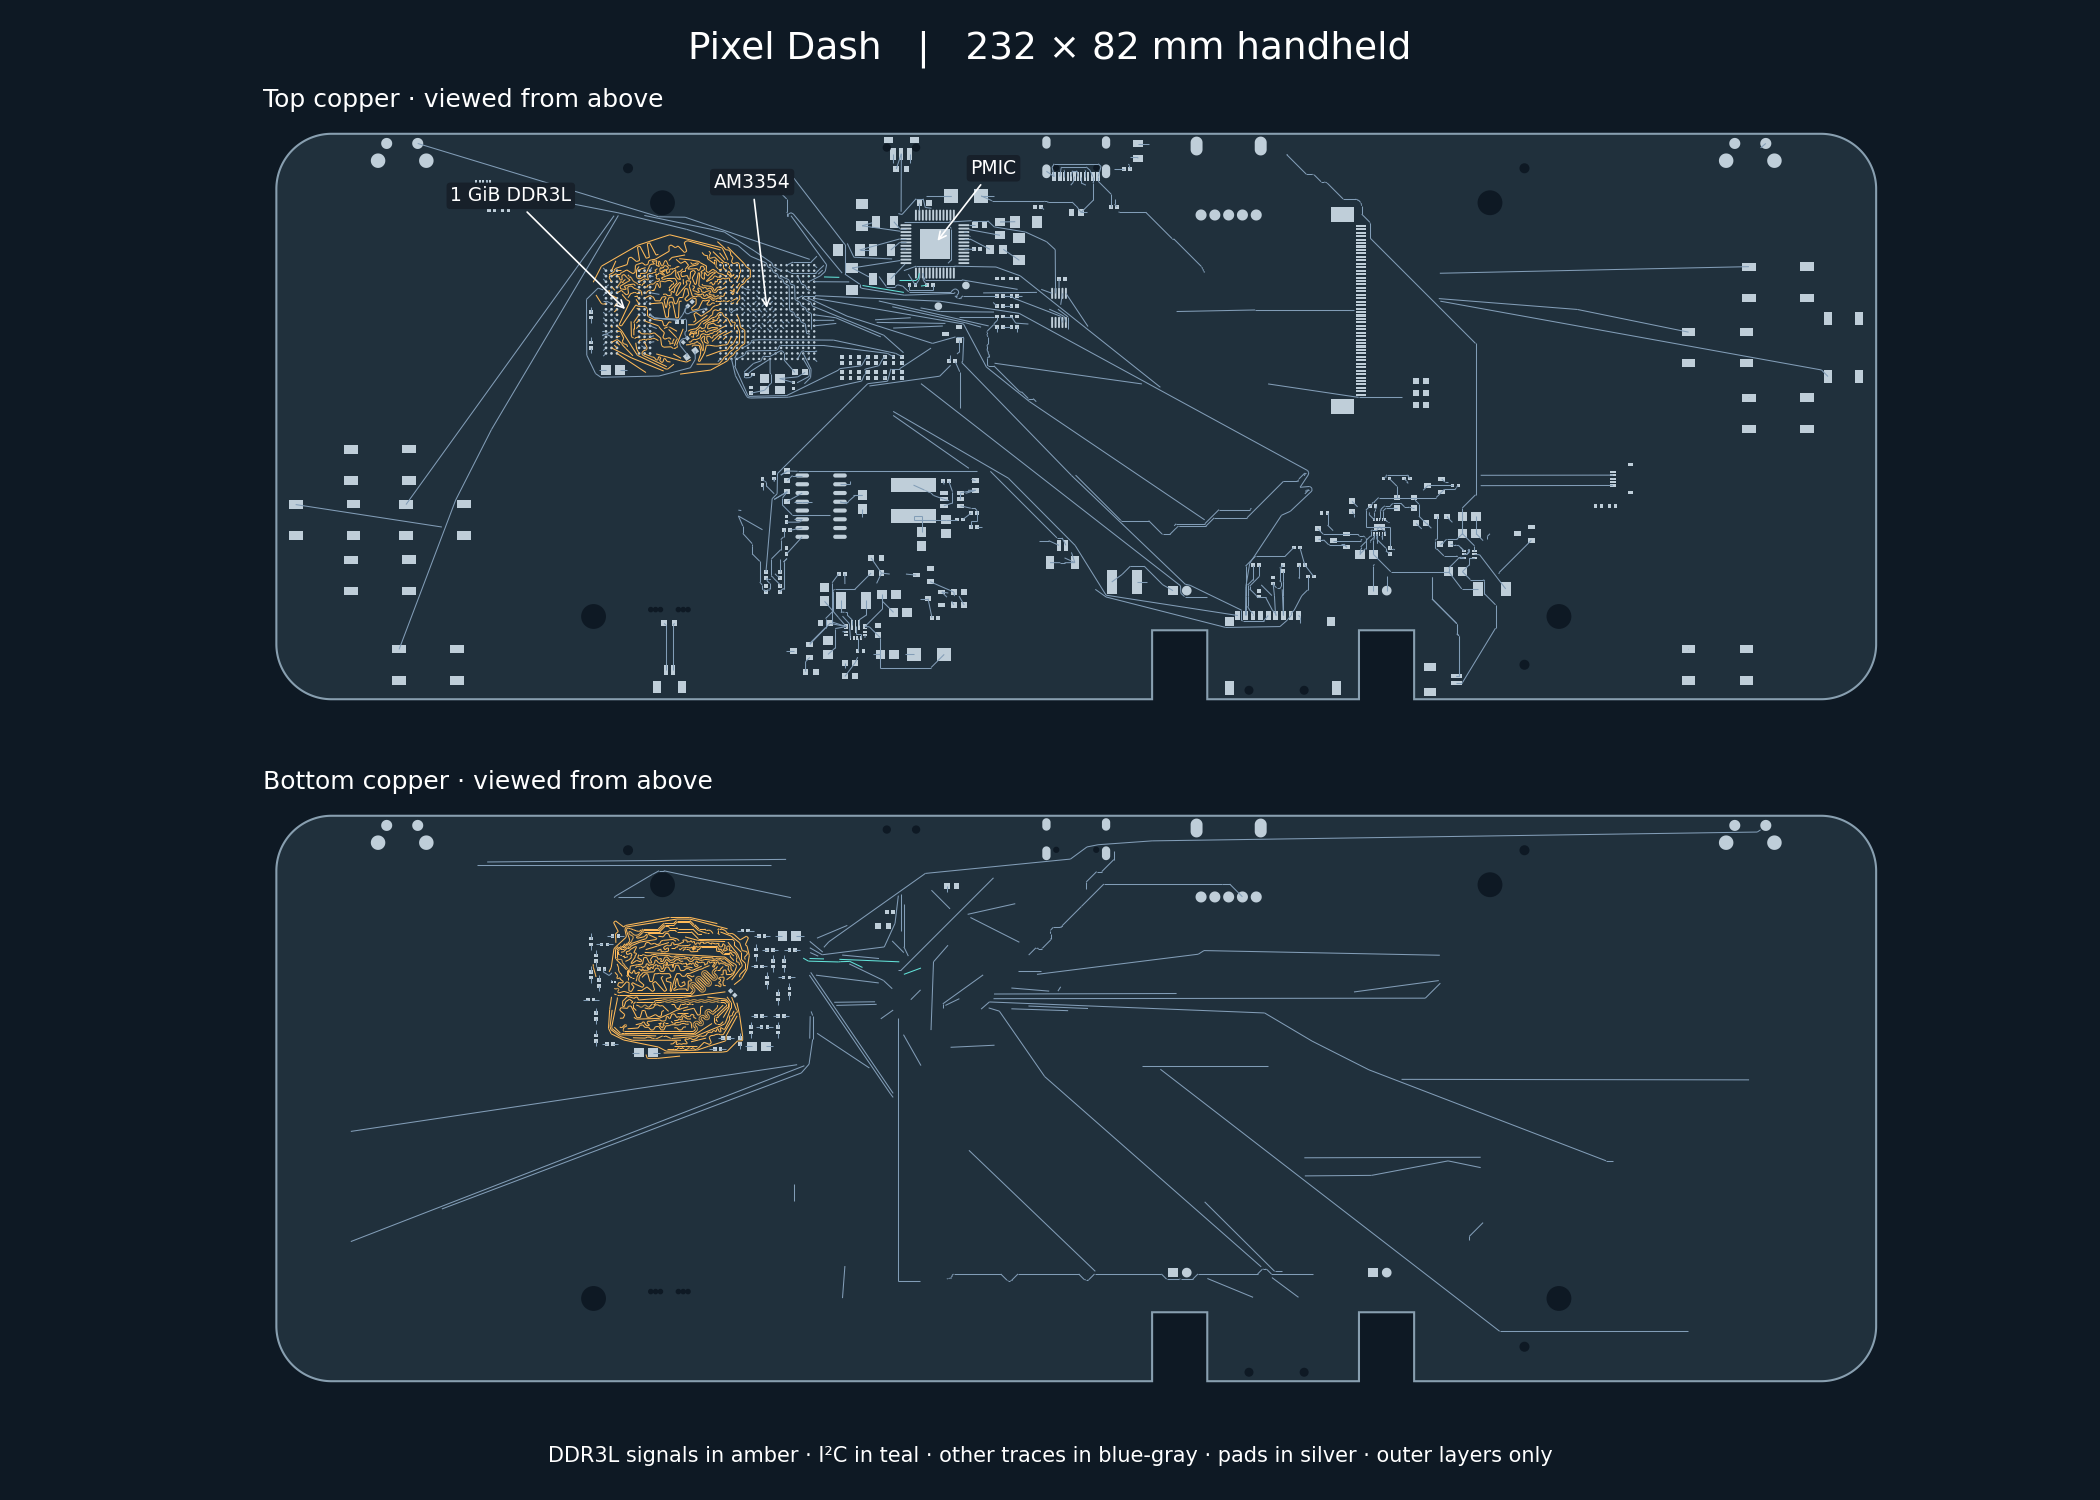 Pixel Dash | 232 × 82 mm handheld
Top copper · viewed from above
1 GiB DDR3L
AM3354
PMIC
Bottom copper · viewed from above
DDR3L signals in amber · I²C in teal · other traces in blue-gray · pads in silver · outer layers only